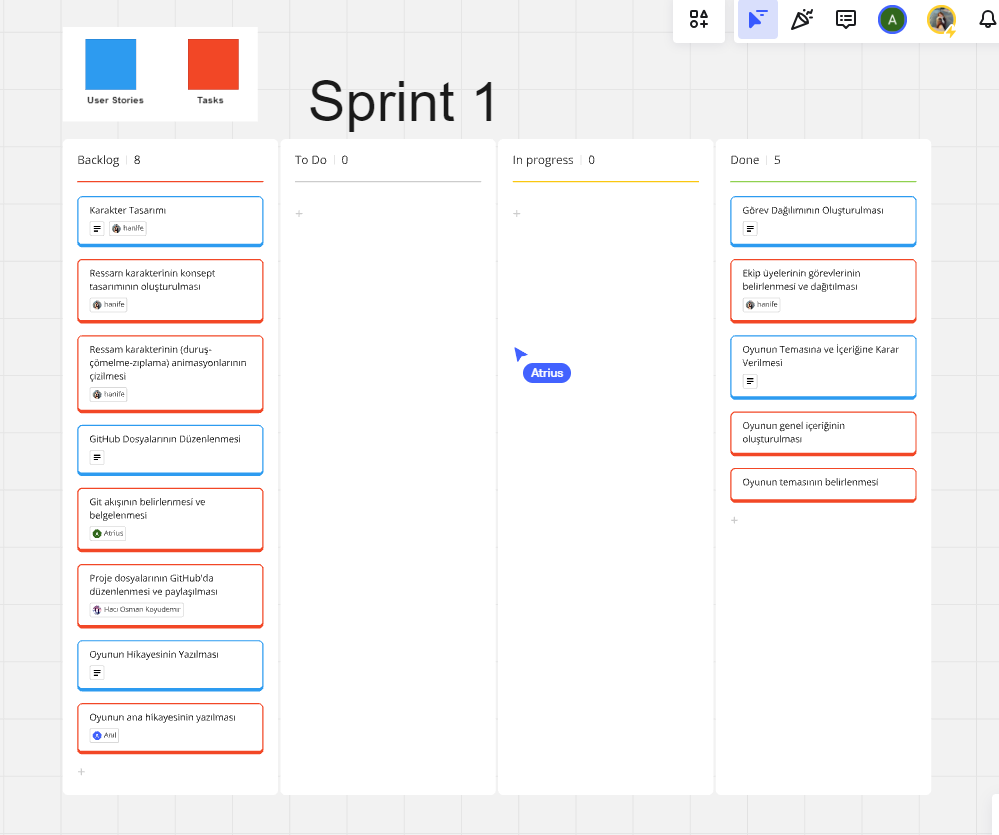 User Stories
Tasks
Sprint 1
A
Backlog 8
Karakter Tasarımı
hanife
Ressam karakterinin konsept
tasarımının oluşturulması
hanife
Ressam karakterinin (duruş-
çömelme-zıplama) animasyonlarının
çizilmesi
hanife
GitHub Dosyalarının Düzenlenmesi
Git akışının belirlenmesi ve
belgelenmesi
Atrius
Proje dosyalarının GitHub'da
düzenlenmesi ve paylaşılması
Hacı Osman Koyudemir
Oyunun Hikayesinin Yazılması
Oyunun ana hikayesinin yazılması
Anıl
To Do 0
In progress 0
Atrius
Done 5
Görev Dağılımının Oluşturulması
Ekip üyelerinin görevlerinin
belirlenmesi ve dağıtılması
hanife
Oyunun Temasına ve İçeriğine Karar
Verilmesi
Oyunun genel içeriğinin
oluşturulması
Oyunun temasının belirlenmesi